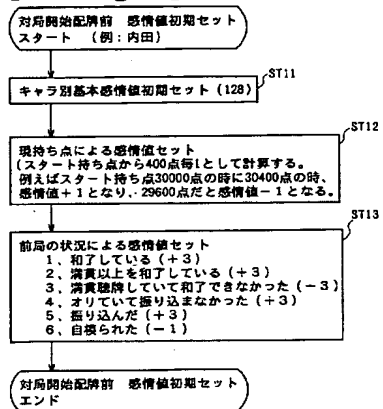 対局開始配牌前 感情値初期セット
スタート (例:内田)
ST11
キャラ別基本感情値初期セット(128)
ST12
現持ち点による感情値セット
(スタート持ち点から400点毎1として計算する。
例えばスタート持ち点30000点の時に30400点の時、
感情値+1となり、29600点だと感情値-1となる。
ST13
前局の状況による感情値セット
1、和了している(+3)
2、満貫以上を和了している(+3)
3、満貫聴牌していて和了できなかった(-3)
4、オリていて振り込まなかった(+3)
5、振り込んだ(+3)
6、自模られた(-1)
対局開始配牌前 感情値初期セット
エンド